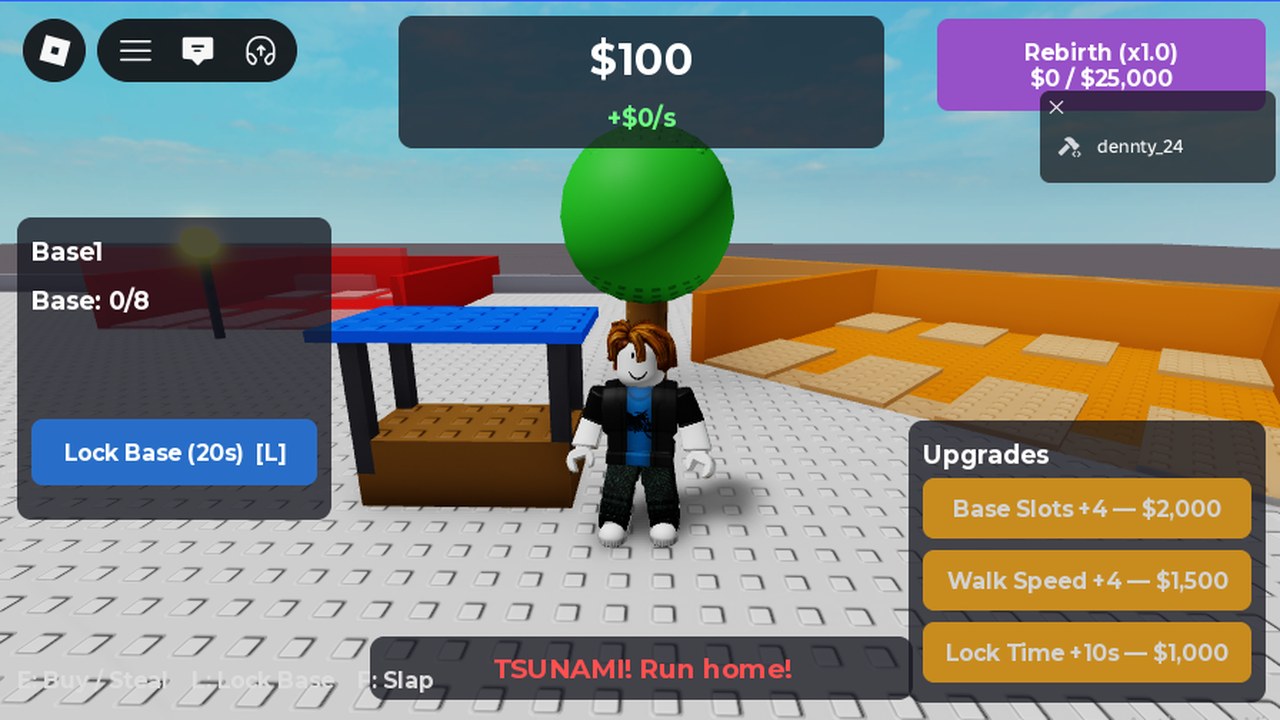 $100
+$0/s
Rebirth (x1.0)
$0 / $25,000
dennty_24
Base1
Base: 0/8
Lock Base (20s) [L]
Upgrades
Base Slots +4 — $2,000
Walk Speed +4 — $1,500
Lock Time +10s — $1,000
TSUNAMI! Run home!
E: Buy / Steal L: Lock Base F: Slap